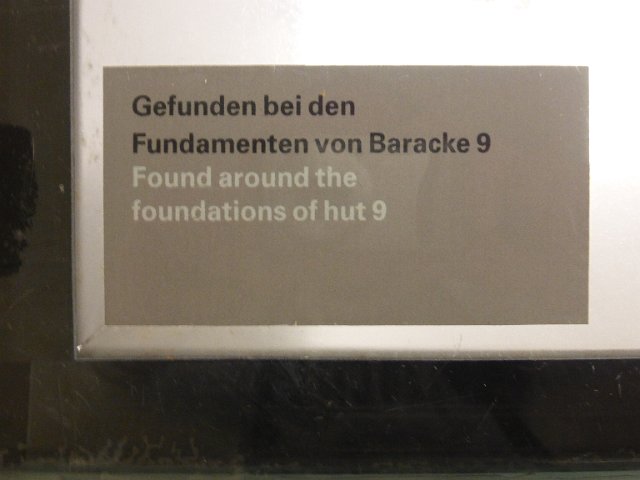 Gefunden bei den
Fundamenten von Baracke 9
Found around the
foundations of hut 9